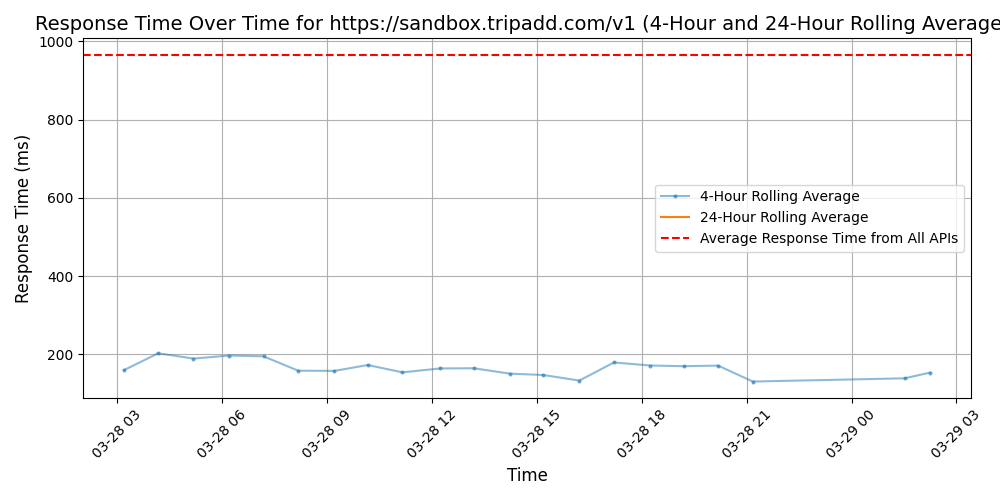 Response Time Over Time for https://sandbox.tripadd.com/v1 (4-Hour and 24-Hour Rolling Average
Response Time (ms)
1000
800
600
400
200
4-Hour Rolling Average
24-Hour Rolling Average
Average Response Time from All APIs
03-28 03
03-28 06
03-28 09
03-28 12
03-28 15
03-28 18
03-28 21
03-29 00
03-29 03
Time